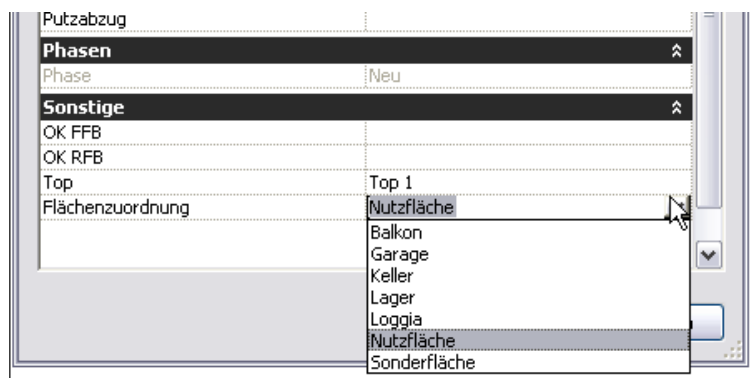 Putzabzug
Phasen
Phase Neu
Sonstige
OK FFB
OK RFB
Top Top 1
Flächenzuordnung Nutzfläche
Balkon
Garage
Keller
Lager
Loggia
Nutzfläche
Sonderfläche